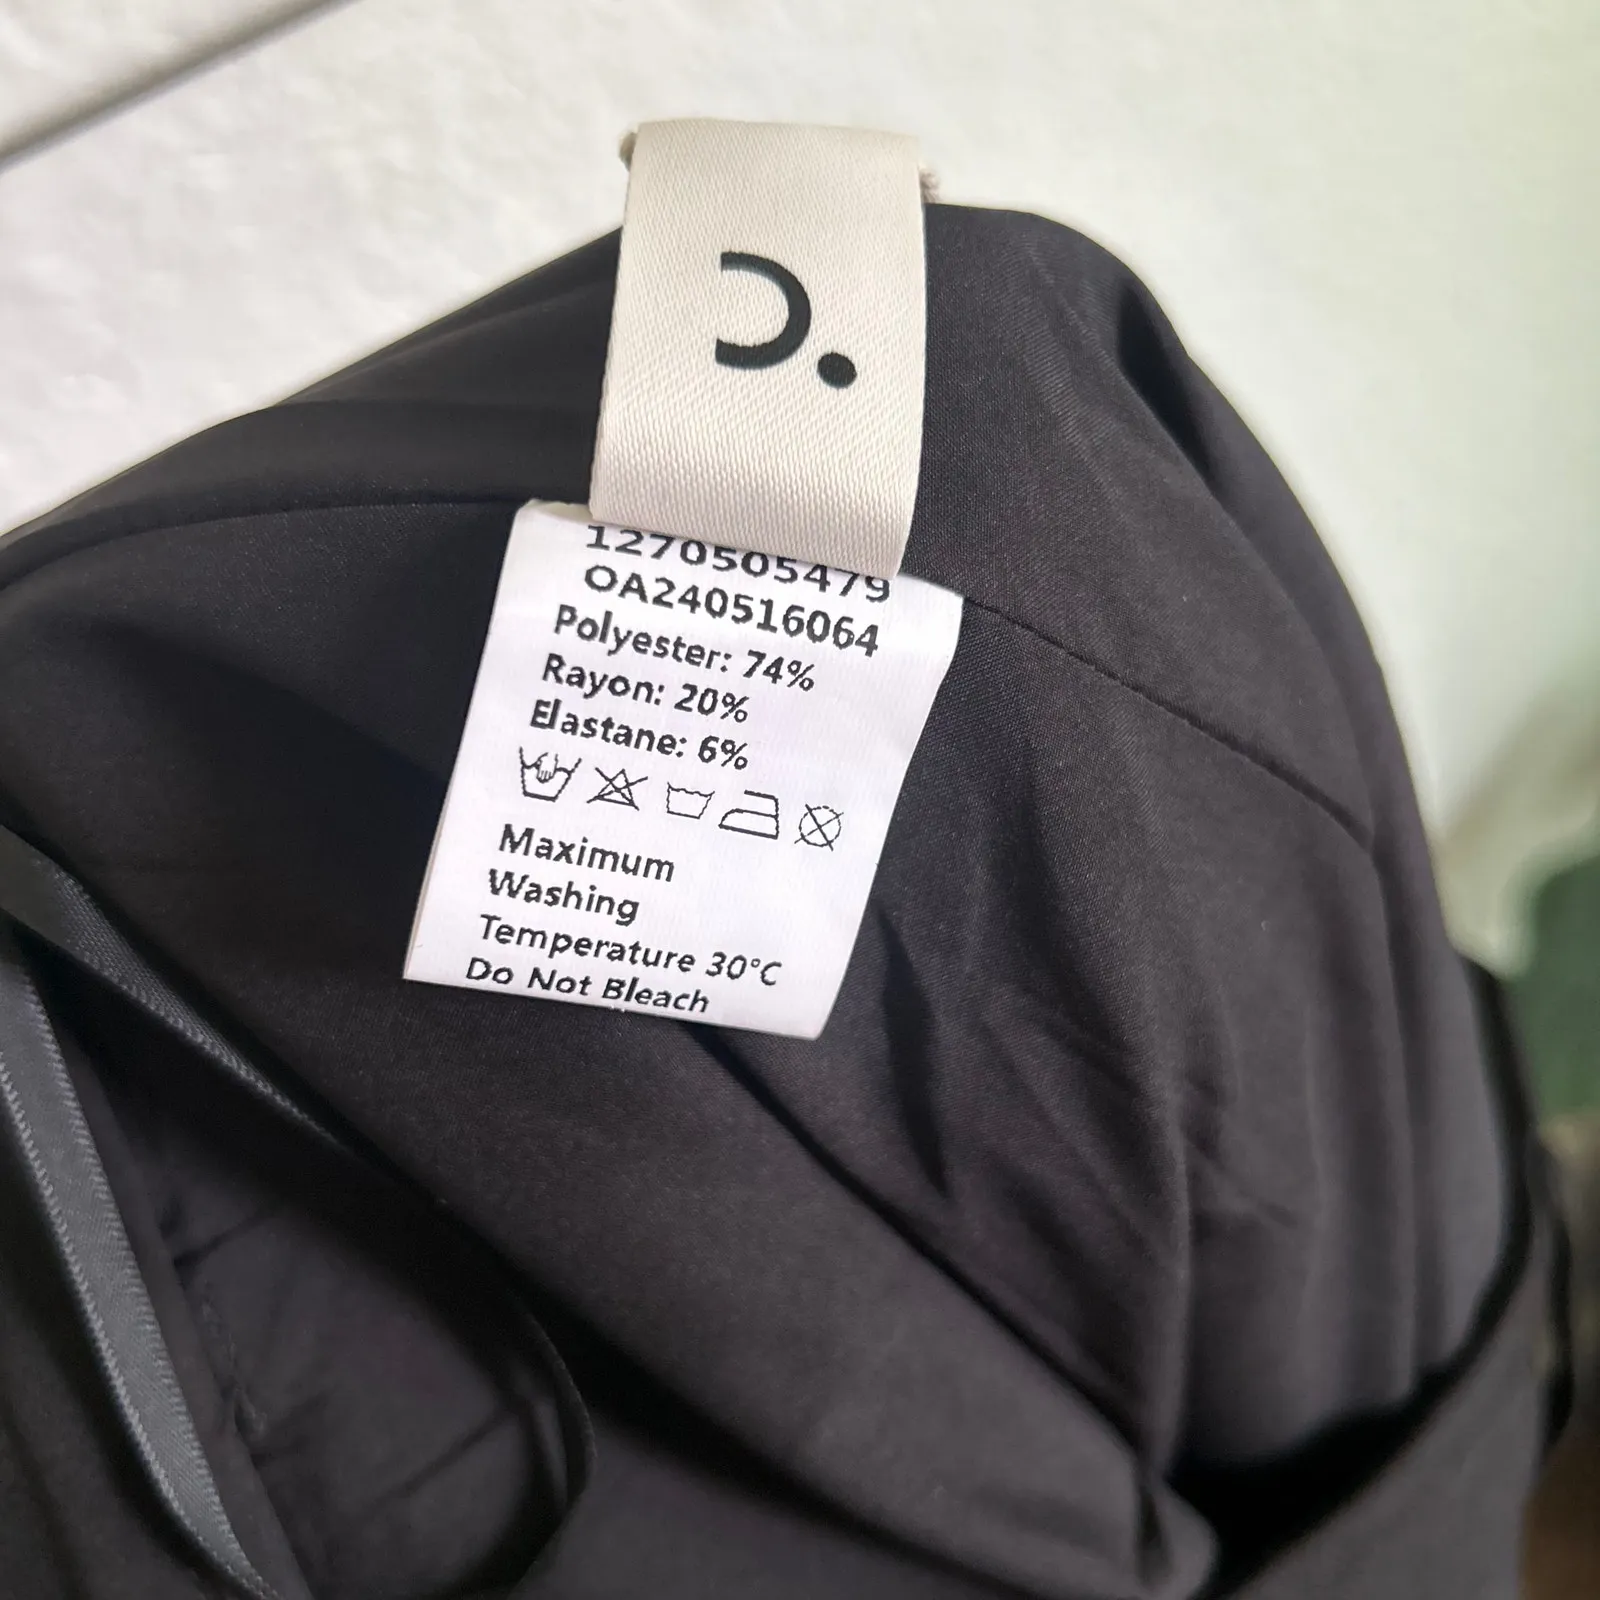 1270505479
OA240516064
Polyester: 74%
Rayon: 20%
Elastane: 6%
Maximum
Washing
Temperature 30°C
Do Not Bleach